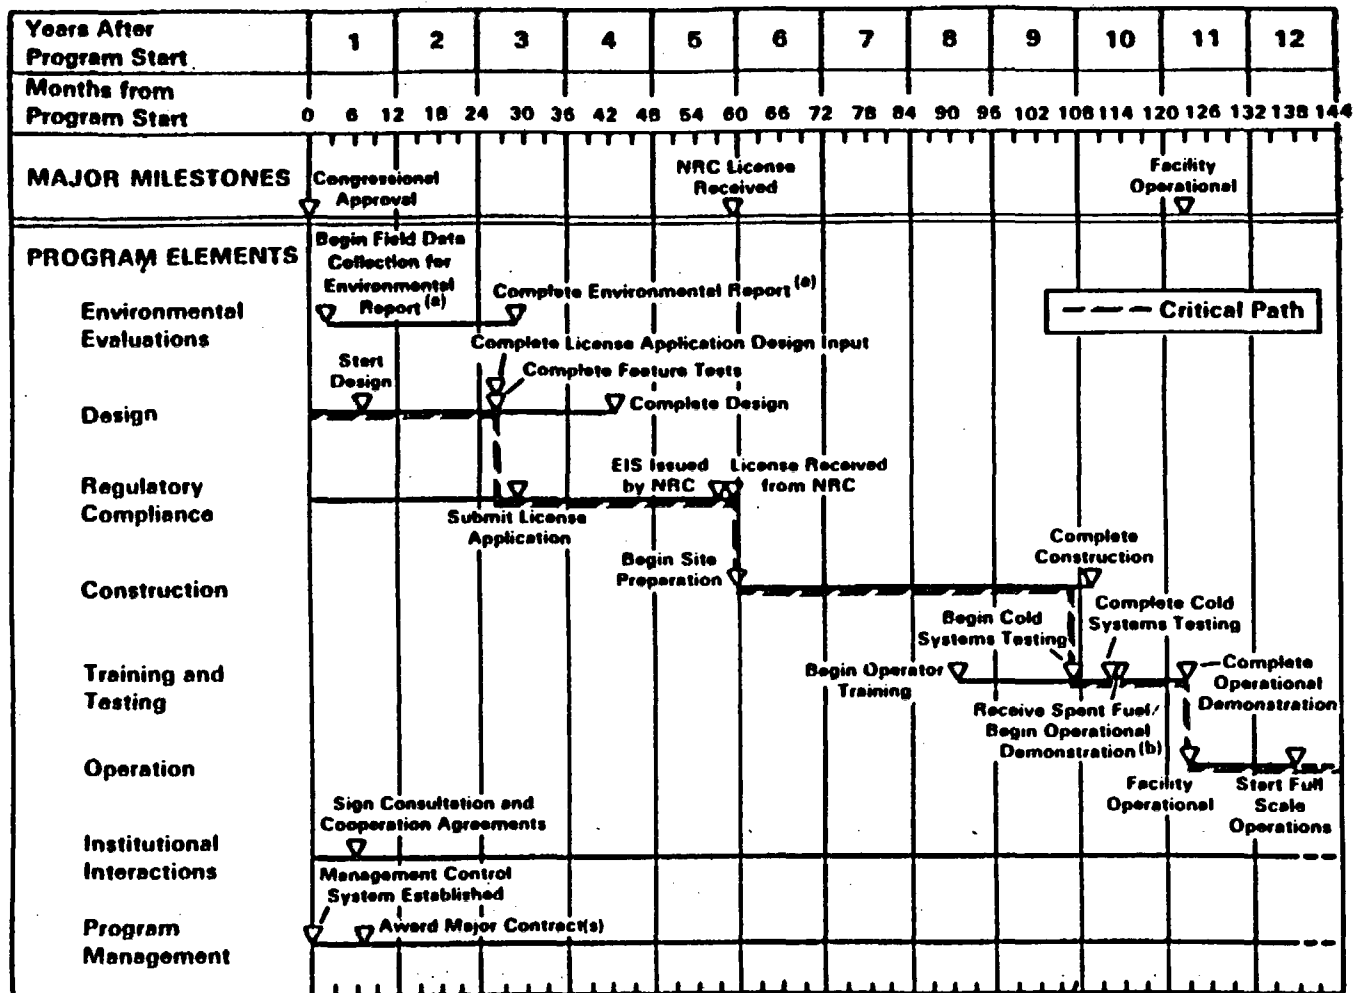 Years After
Program Start
1 2 3 4 5 6 7 8 9 10 11 12
Months from
Program Start
0 6 12 18 24 30 36 42 48 54 60 66 72 78 84 90 96 102 108 114 120 126 132 138 144
MAJOR MILESTONES
Congressional
Approval
NRC License
Received
Facility
Operational
PROGRAM ELEMENTS
Begin Field Data
Collection for
Environmental
Report (a)
Complete Environmental Report (a)
Critical Path
Environmental
Evaluations
Complete License Application Design Input
Start
Design
Complete Feature Tests
Complete Design
Design
EIS Issued
by NRC
License Received
from NRC
Regulatory
Compliance
Submit License
Application
Begin Site
Preparation
Complete
Construction
Construction
Begin Cold
Systems Testing
Complete Cold
Systems Testing
Training and
Testing
Begin Operator
Training
Complete
Operational
Demonstration
Receive Spent Fuel/
Begin Operational
Demonstration (b)
Operation
Facility
Operational
Start Full
Scale
Operations
Sign Consultation and
Cooperation Agreements
Institutional
Interactions
Management Control
System Established
Program
Management
Award Major Contract(s)